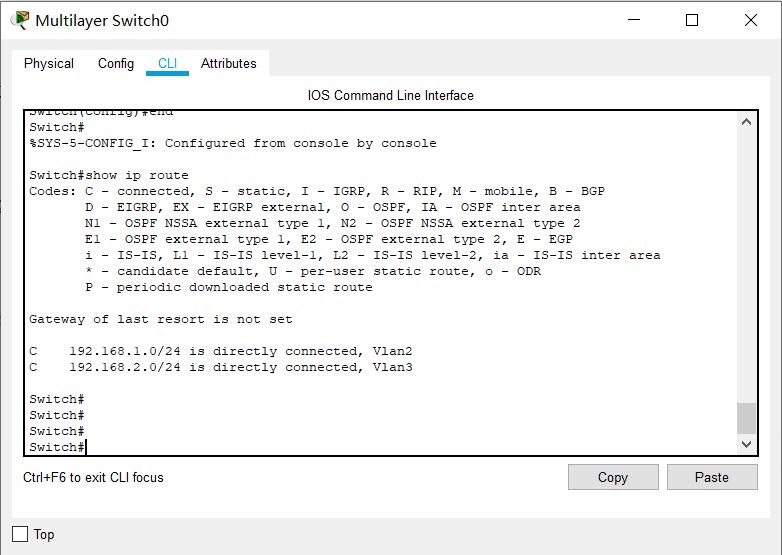 Multilayer Switch0
Physical Config CLI Attributes
IOS Command Line Interface
Switch(config)#end
Switch#
%SYS-5-CONFIG_I: Configured from console by console
Switch#show ip route
Codes: C - connected, S - static, I - IGRP, R - RIP, M - mobile, B - BGP
D - EIGRP, EX - EIGRP external, O - OSPF, IA - OSPF inter area
N1 - OSPF NSSA external type 1, N2 - OSPF NSSA external type 2
E1 - OSPF external type 1, E2 - OSPF external type 2, E - EGP
i - IS-IS, L1 - IS-IS level-1, L2 - IS-IS level-2, ia - IS-IS inter area
* - candidate default, U - per-user static route, o - ODR
P - periodic downloaded static route
Gateway of last resort is not set
C 192.168.1.0/24 is directly connected, Vlan2
C 192.168.2.0/24 is directly connected, Vlan3
Switch#
Switch#
Switch#
Switch#
Ctrl+F6 to exit CLI focus
Copy Paste
Top